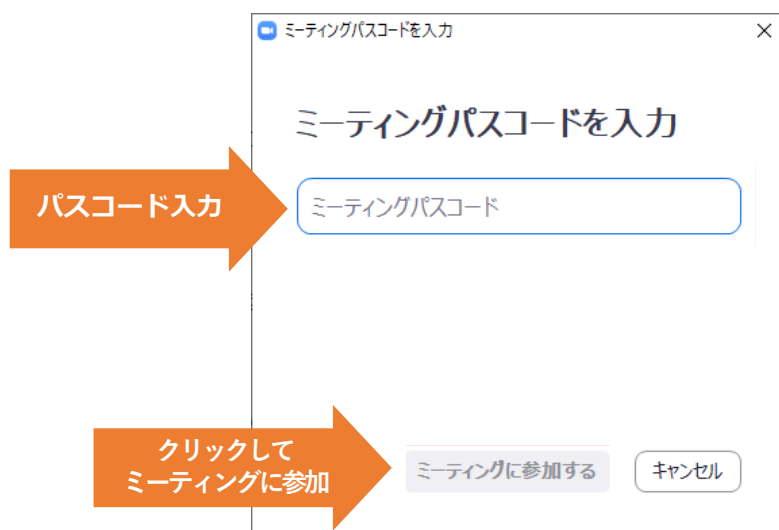 ミーティングパスコードを入力
ミーティングパスコードを入力
パスコード入力
ミーティングパスコード
クリックして
ミーティングに参加
ミーティングに参加する
キャンセル